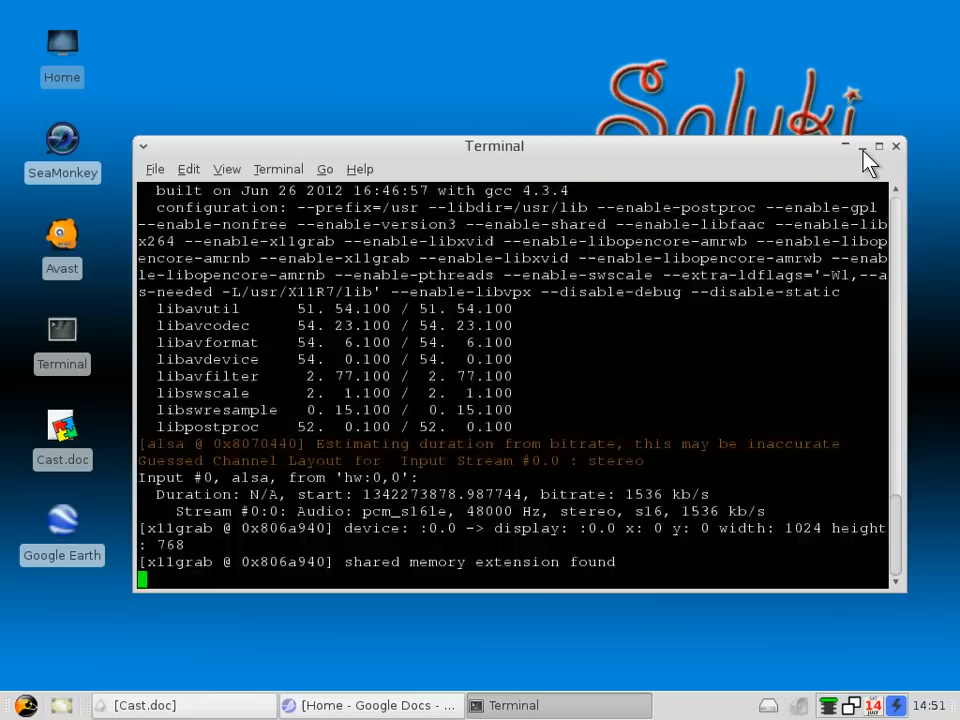 Home
SeaMonkey
Avast
Terminal
Cast.doc
Google Earth
Saluki
Terminal
File Edit View Terminal Go Help
built on Jun 26 2012 16:46:57 with gcc 4.3.4
configuration: --prefix=/usr --libdir=/usr/lib --enable-postproc --enable-gpl
--enable-nonfree --enable-version3 --enable-shared --enable-libfaac --enable-lib
x264 --enable-x11grab --enable-libxvid --enable-libopencore-amrwb --enable-libop
encore-amrnb --enable-x11grab --enable-libxvid --enable-libopencore-amrwb --enab
le-libopencore-amrnb --enable-pthreads --enable-swscale --extra-ldflags='-Wl,--a
s-needed -L/usr/X11R7/lib' --enable-libvpx --disable-debug --disable-static
libavutil 51. 54.100 / 51. 54.100
libavcodec 54. 23.100 / 54. 23.100
libavformat 54. 6.100 / 54. 6.100
libavdevice 54. 0.100 / 54. 0.100
libavfilter 2. 77.100 / 2. 77.100
libswscale 2. 1.100 / 2. 1.100
libswresample 0. 15.100 / 0. 15.100
libpostproc 52. 0.100 / 52. 0.100
[alsa @ 0x8070440] Estimating duration from bitrate, this may be inaccurate
Guessed Channel Layout for Input Stream #0.0 : stereo
Input #0, alsa, from 'hw:0,0':
Duration: N/A, start: 1342273878.987744, bitrate: 1536 kb/s
Stream #0:0: Audio: pcm_s16le, 48000 Hz, stereo, s16, 1536 kb/s
[x11grab @ 0x806a940] device: :0.0 -> display: :0.0 x: 0 y: 0 width: 1024 height
: 768
[x11grab @ 0x806a940] shared memory extension found
[Cast.doc] [Home - Google Docs - ... Terminal SAT 14 JULY 14:51